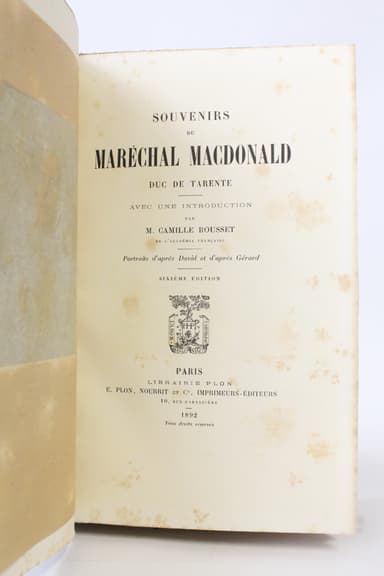 SOUVENIRS
DU
MARÉCHAL MACDONALD
DUC DE TARENTE
AVEC UNE INTRODUCTION
PAR
M. CAMILLE ROUSSET
DE L'ACADÉMIE FRANÇAISE
Portraits d'après David et d'après Gérard
SIXIÈME ÉDITION
PARIS
LIBRAIRIE PLON
E. PLON, NOURRIT ET Cie, IMPRIMEURS-ÉDITEURS
10, RUE GARANCIÈRE
1892
Tous droits réservés